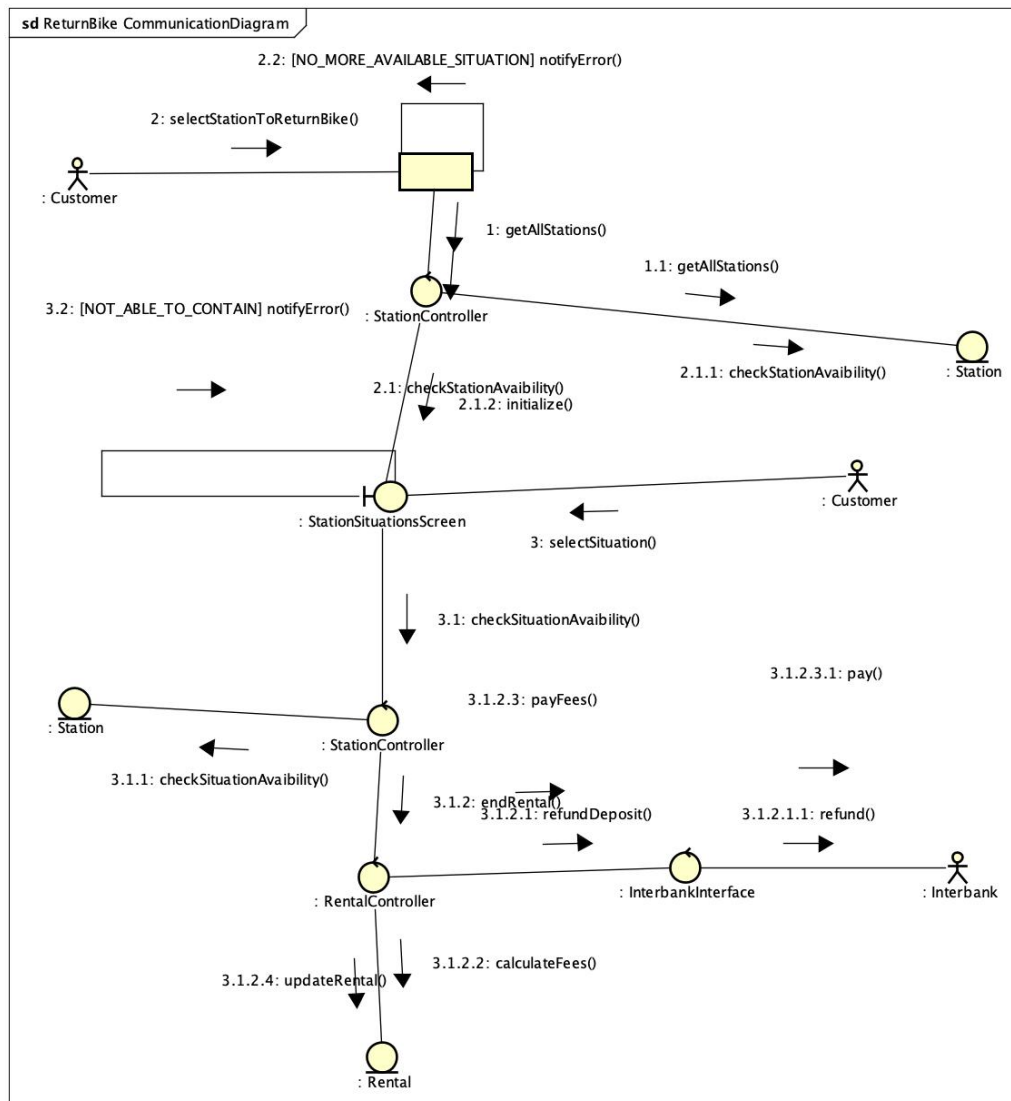 sd ReturnBike CommunicationDiagram
2.2: [NO_MORE_AVAILABLE_SITUATION] notifyError()
2: selectStationToReturnBike()
: Customer
1: getAllStations()
1.1: getAllStations()
3.2: [NOT_ABLE_TO_CONTAIN] notifyError()
: StationController
: Station
2.1: checkStationAvaibility()
2.1.1: checkStationAvaibility()
2.1.2: initialize()
: Customer
: StationSituationsScreen
3: selectSituation()
3.1: checkSituationAvaibility()
3.1.2.3.1: pay()
3.1.2.3: payFees()
: Station
: StationController
3.1.1: checkSituationAvaibility()
3.1.2: endRental()
3.1.2.1: refundDeposit()
3.1.2.1.1: refund()
: RentalController
: InterbankInterface
: Interbank
3.1.2.2: calculateFees()
3.1.2.4: updateRental()
: Rental